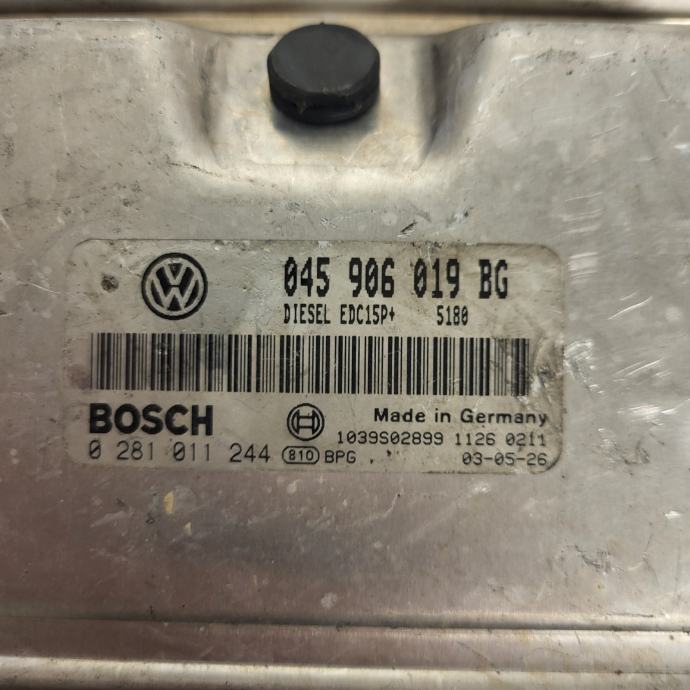 045 906 019 BG
DIESEL EDC15P+ 5180
BOSCH
Made in Germany
1039S02899 1126 0211
0 281 011 244 810 BPG 03-05-26